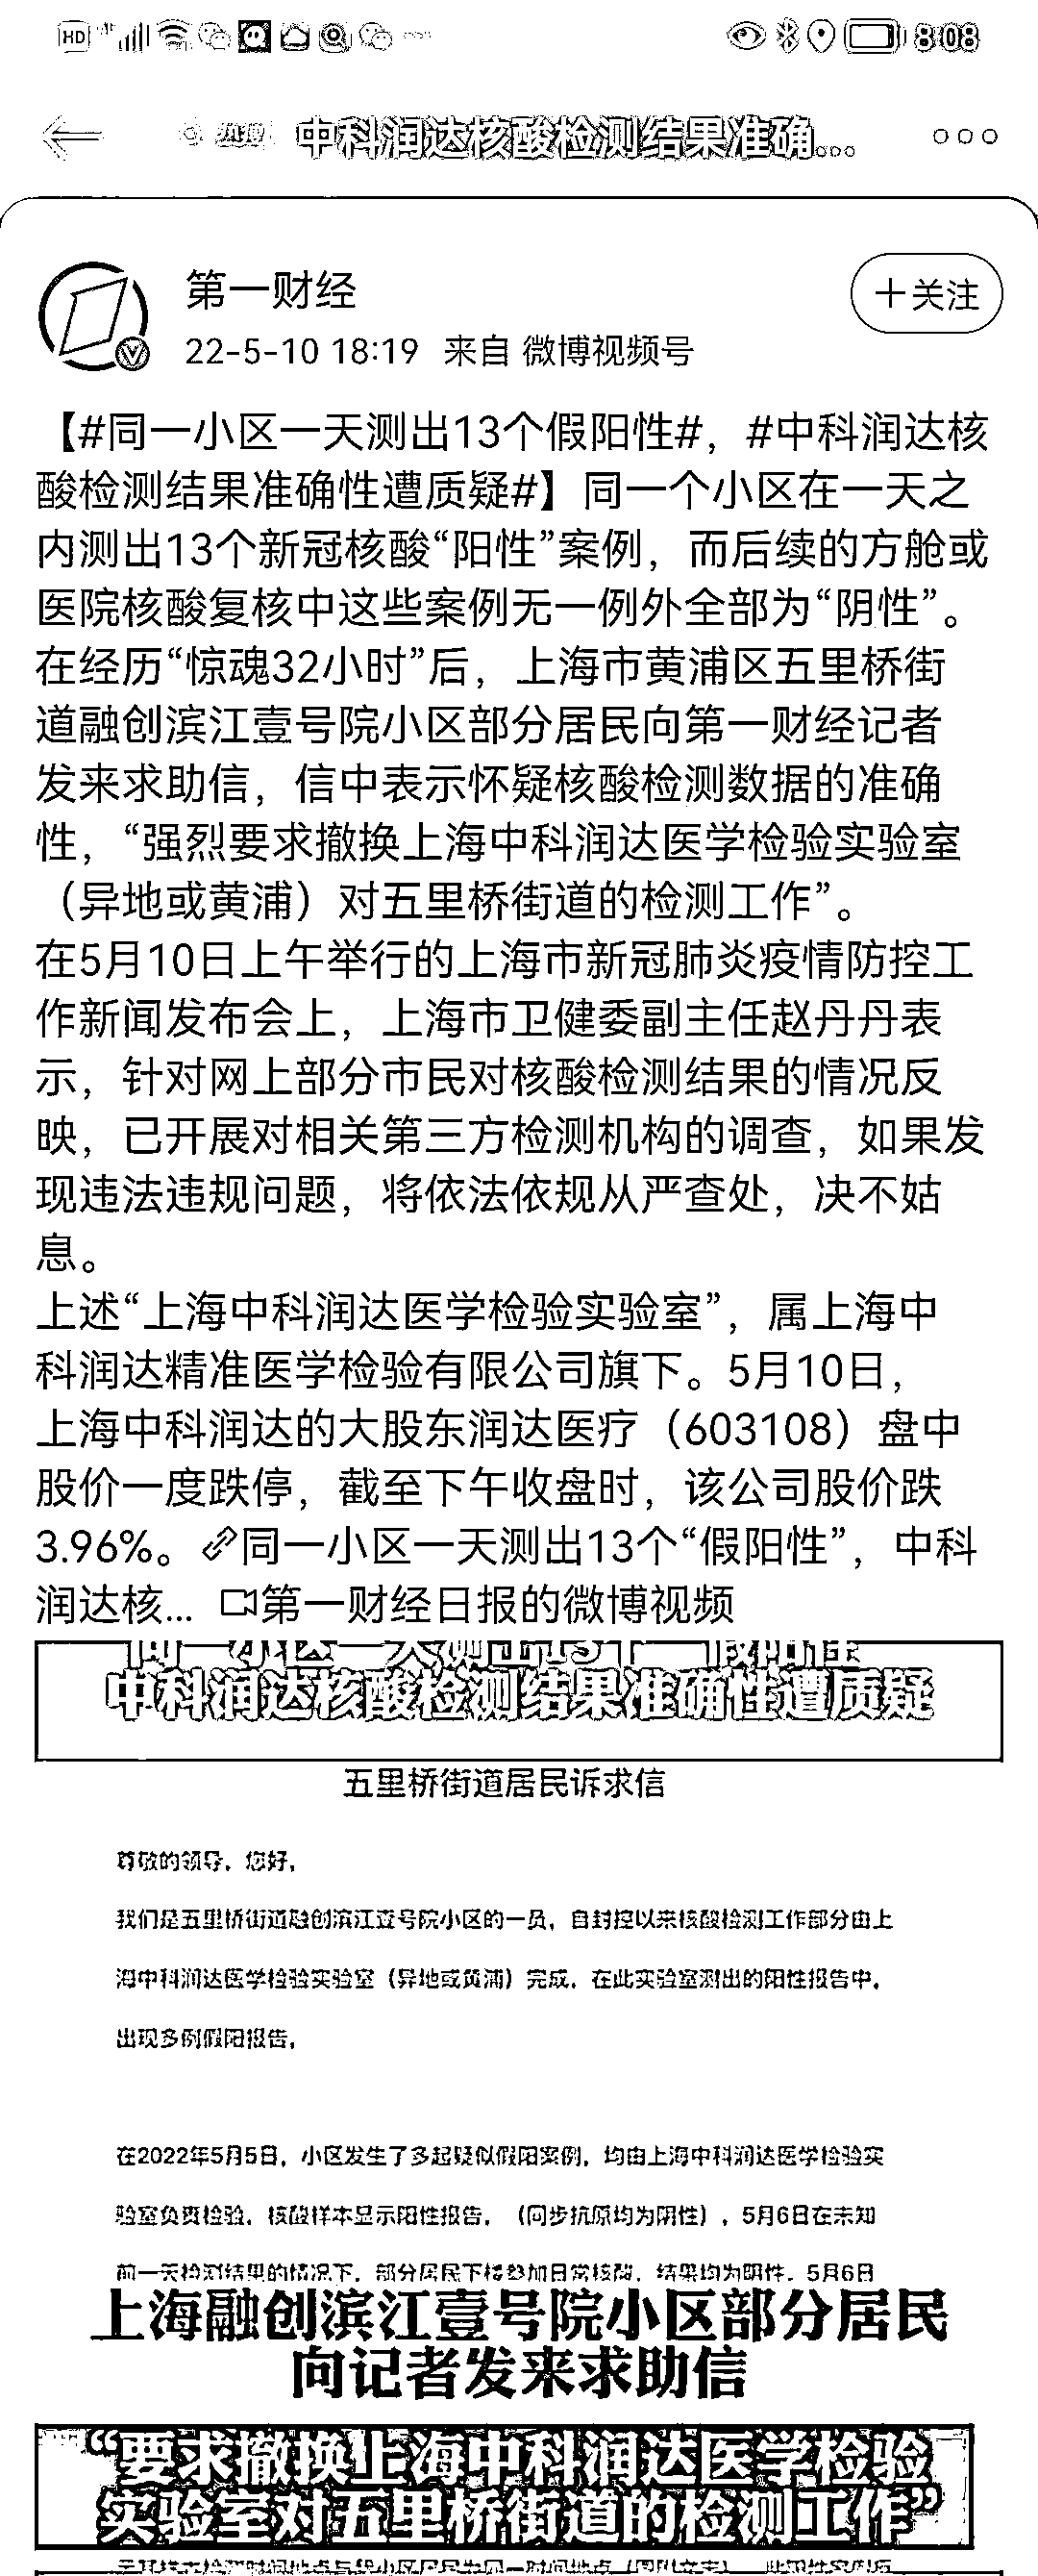 HD 8:08
中科润达核酸检测结果准确...
第一财经
+关注
22-5-10 18:19 来自 微博视频号
【#同一小区一天测出13个假阳性#，#中科润达核
酸检测结果准确性遭质疑#】同一个小区在一天之
内测出13个新冠核酸“阳性”案例，而后续的方舱或
医院核酸复核中这些案例无一例外全部为“阴性”。
在经历“惊魂32小时”后，上海市黄浦区五里桥街
道融创滨江壹号院小区部分居民向第一财经记者
发来求助信，信中表示怀疑核酸检测数据的准确
性，“强烈要求撤换上海中科润达医学检验实验室
（异地或黄浦）对五里桥街道的检测工作”。
在5月10日上午举行的上海市新冠肺炎疫情防控工
作新闻发布会上，上海市卫健委副主任赵丹丹表
示，针对网上部分市民对核酸检测结果的情况反
映，已开展对相关第三方检测机构的调查，如果发
现违法违规问题，将依法依规从严查处，决不姑
息。
上述“上海中科润达医学检验实验室”，属上海中
科润达精准医学检验有限公司旗下。5月10日，
上海中科润达的大股东润达医疗（603108）盘中
股价一度跌停，截至下午收盘时，该公司股价跌
3.96%。同一小区一天测出13个“假阳性”，中科
润达核... 第一财经日报的微博视频
同一小区一天测出13个“假阳性”
中科润达核酸检测结果准确性遭质疑
五里桥街道居民诉求信
尊敬的领导，您好，
我们是五里桥街道融创滨江壹号院小区的一员，自封控以来核酸检测工作部分由上
海中科润达医学检验实验室（异地或黄浦）完成，在此实验室测出的阳性报告中，
出现多例假阳报告，
在2022年5月5日，小区发生了多起疑似假阳案例，均由上海中科润达医学检验实
验室负责检验，核酸样本显示阳性报告，（同步抗原均为阴性），5月6日在未知
前一天检测结果的情况下，部分居民下楼参加日常核酸，结果均为阴性，5月6日
上海融创滨江壹号院小区部分居民
向记者发来求助信
“要求撤换上海中科润达医学检验
实验室对五里桥街道的检测工作”